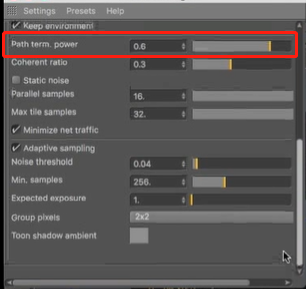 Settings Presets Help
Keep environment
Path term. power 0.6
Coherent ratio 0.3
Static noise
Parallel samples 16.
Max tile samples 32.
Minimize net traffic
Adaptive sampling
Noise threshold 0.04
Min. samples 256.
Expected exposure 1.
Group pixels 2x2
Toon shadow ambient